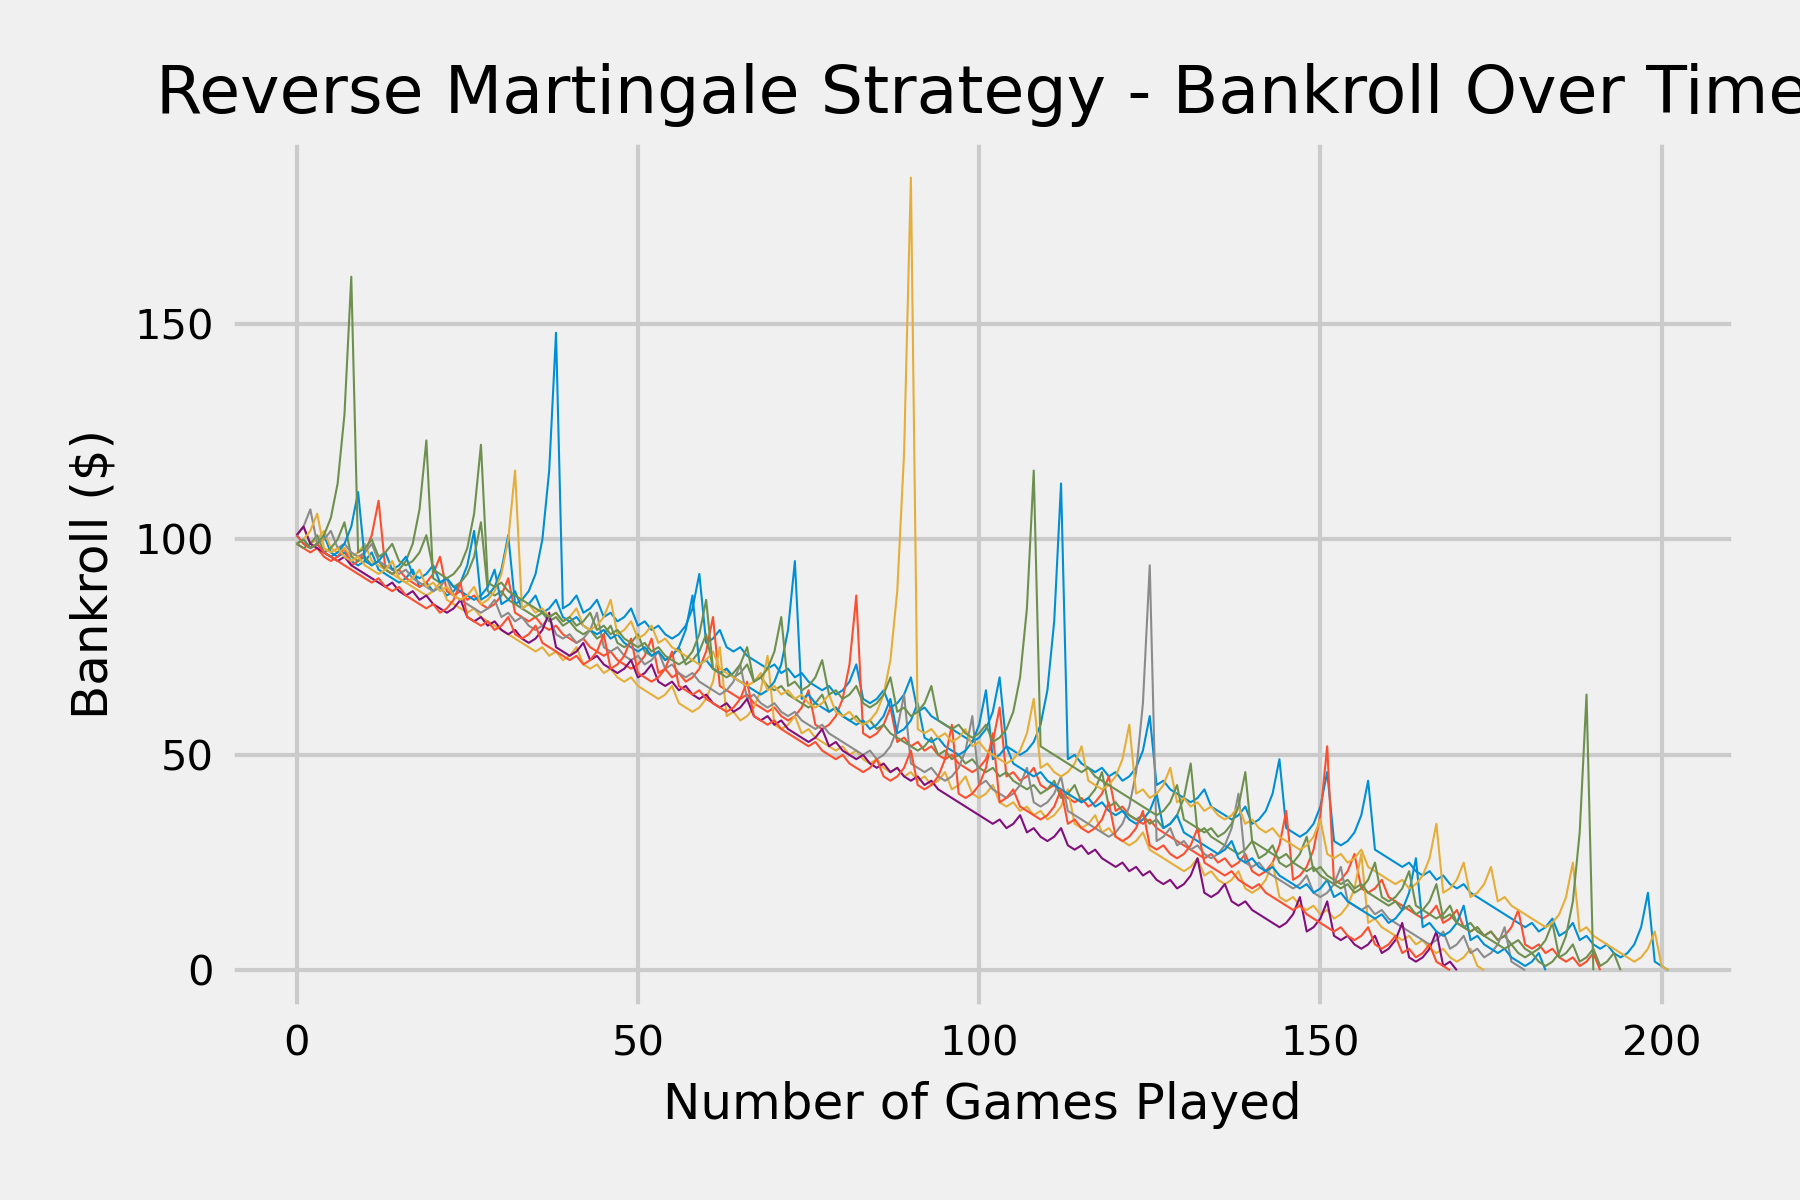 Reverse Martingale Strategy - Bankroll Over Time
150
100
50
0
Bankroll ($)
0 50 100 150 200
Number of Games Played